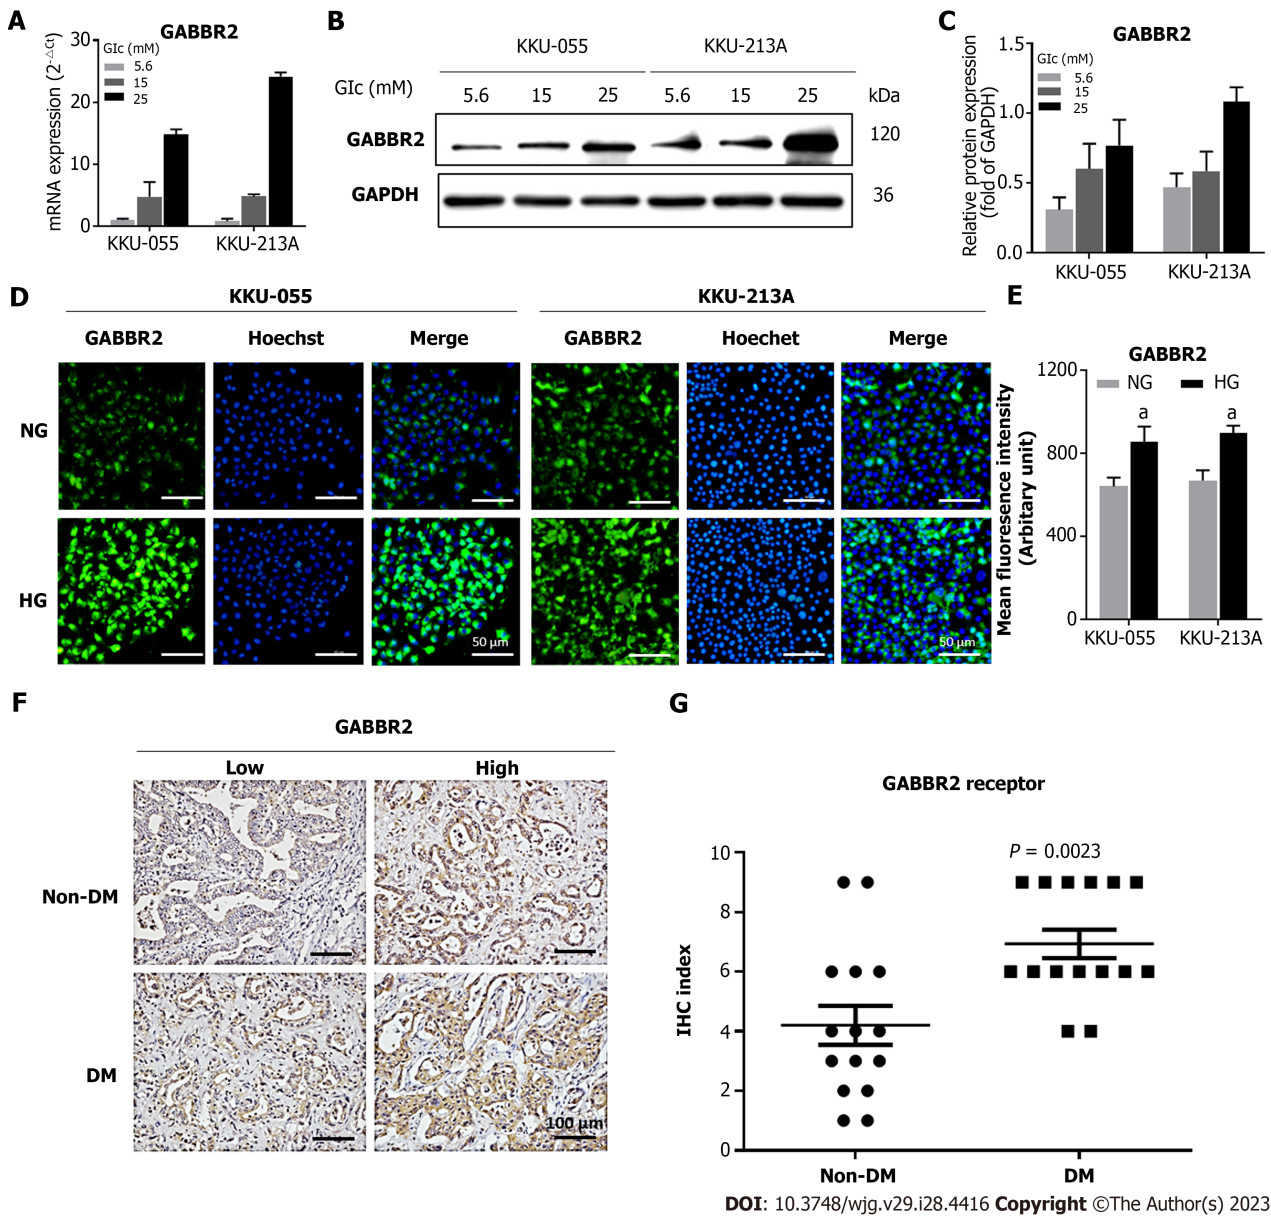 A
GABBR2
GIc (mM)
5.6
15
25
mRNA expression (2-△Ct)
30
20
10
0
KKU-055
KKU-213A
B
KKU-055
KKU-213A
GIc (mM)
5.6
15
25
5.6
15
25
kDa
GABBR2
120
GAPDH
36
C
GABBR2
GIc (mM)
5.6
15
25
Relative protein expression
(fold of GAPDH)
1.5
1.0
0.5
0.0
KKU-055
KKU-213A
D
KKU-055
KKU-213A
GABBR2
Hoechst
Merge
GABBR2
Hoechet
Merge
NG
HG
50 µm
50 µm
E
GABBR2
NG
HG
Mean fluoresence intensity
(Arbitary unit)
1200
800
400
0
a
a
KKU-055
KKU-213A
F
GABBR2
Low
High
Non-DM
DM
100 µm
G
GABBR2 receptor
P = 0.0023
IHC index
10
8
6
4
2
0
Non-DM
DM
DOI: 10.3748/wjg.v29.i28.4416 Copyright ©The Author(s) 2023